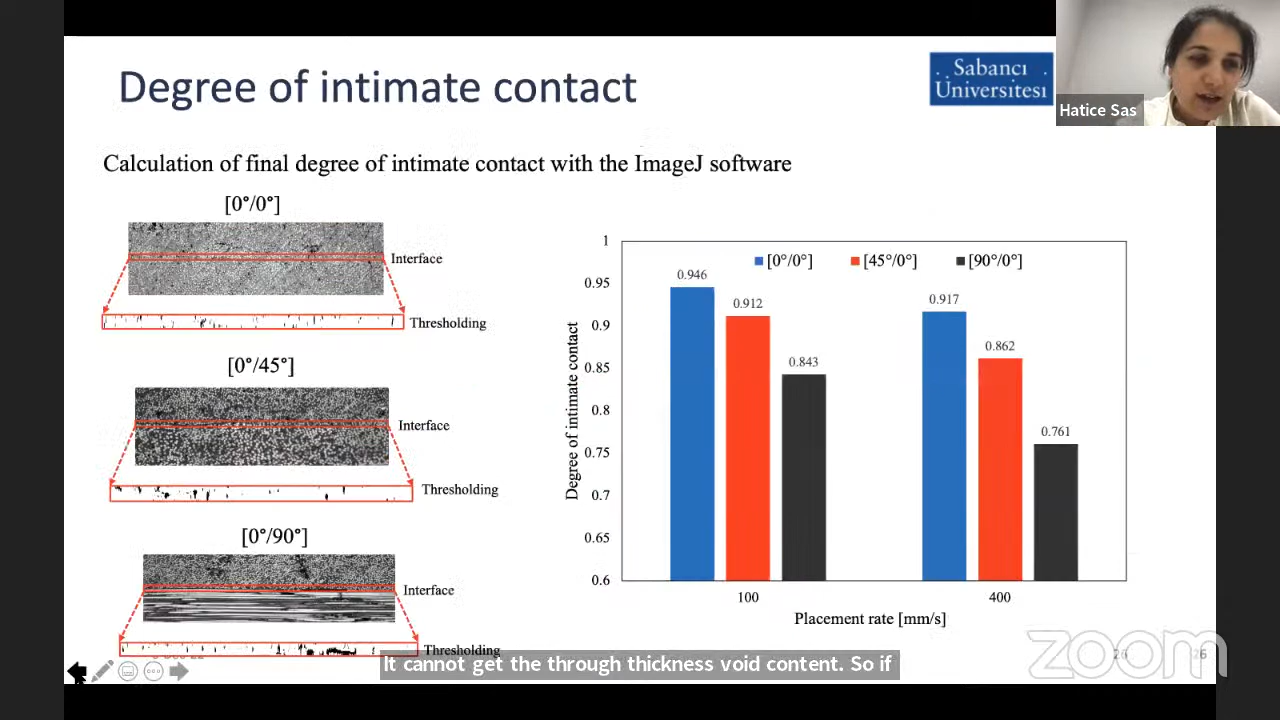 Degree of intimate contact
Sabancı
Üniversitesi
Hatice Sas
Calculation of final degree of intimate contact with the ImageJ software
[0°/0°]
Interface
Thresholding
[0°/45°]
Interface
Thresholding
[0°/90°]
Interface
Thresholding
[0°/0°] [45°/0°] [90°/0°]
1
0.95
0.9
0.85
0.8
0.75
0.7
0.65
0.6
Degree of intimate contact
0.946
0.912
0.843
0.917
0.862
0.761
100
400
Placement rate [mm/s]
It cannot get the through thickness void content. So if
zoom
26